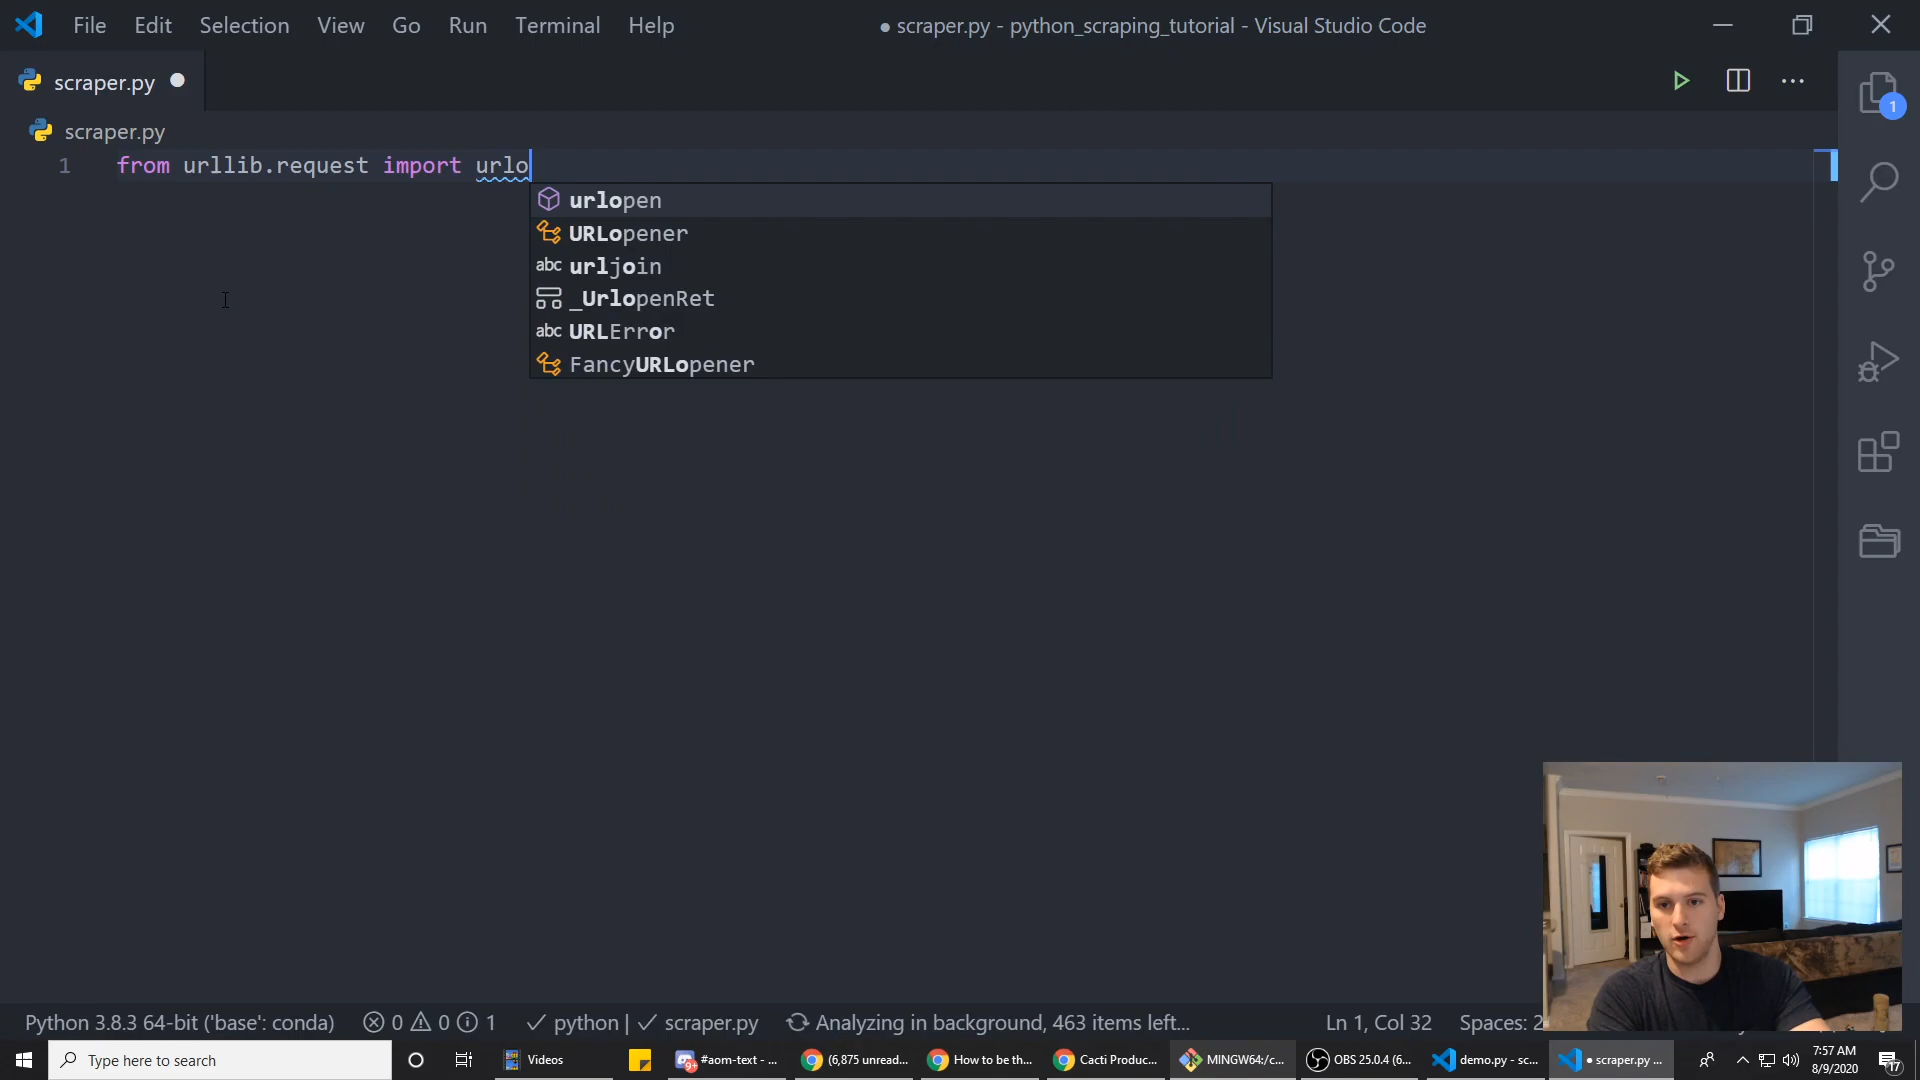 File Edit Selection View Go Run Terminal Help
● scraper.py - python_scraping_tutorial - Visual Studio Code
scraper.py
1
scraper.py
1 from urllib.request import urlo
urlopen
URLopener
abc urljoin
_UrlopenRet
abc URLError
FancyURLopener
Python 3.8.3 64-bit ('base': conda) 0 0 1 python | scraper.py Analyzing in background, 463 items left... Ln 1, Col 32 Spaces: 2
Type here to search Videos 9+ #aom-text - ... (6,875 unread... How to be th... Cacti Produc... MINGW64:/c... OBS 25.0.4 (6... demo.py - sc... ● scraper.py ... 7:57 AM
8/9/2020 17